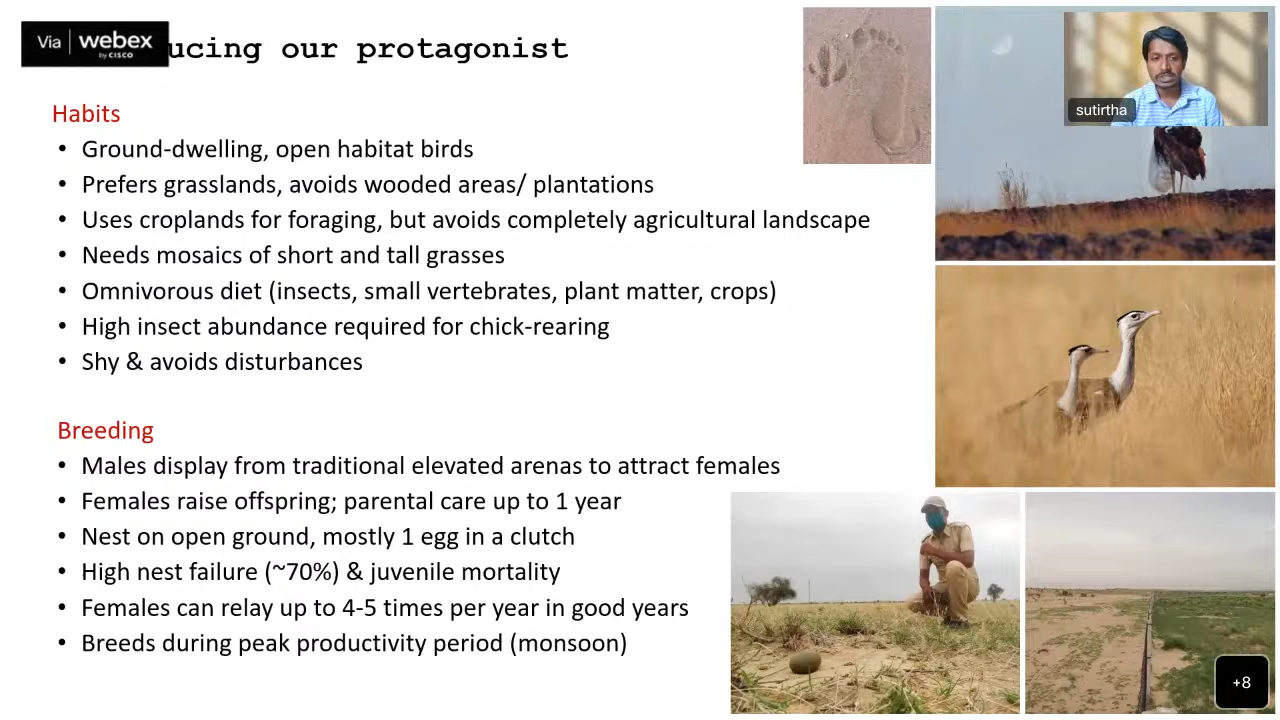 Via webex
by CISCO
ucing our protagonist
sutirtha
Habits
• Ground-dwelling, open habitat birds
• Prefers grasslands, avoids wooded areas/ plantations
• Uses croplands for foraging, but avoids completely agricultural landscape
• Needs mosaics of short and tall grasses
• Omnivorous diet (insects, small vertebrates, plant matter, crops)
• High insect abundance required for chick-rearing
• Shy & avoids disturbances
Breeding
• Males display from traditional elevated arenas to attract females
• Females raise offspring; parental care up to 1 year
• Nest on open ground, mostly 1 egg in a clutch
• High nest failure (~70%) & juvenile mortality
• Females can relay up to 4-5 times per year in good years
• Breeds during peak productivity period (monsoon)
+8